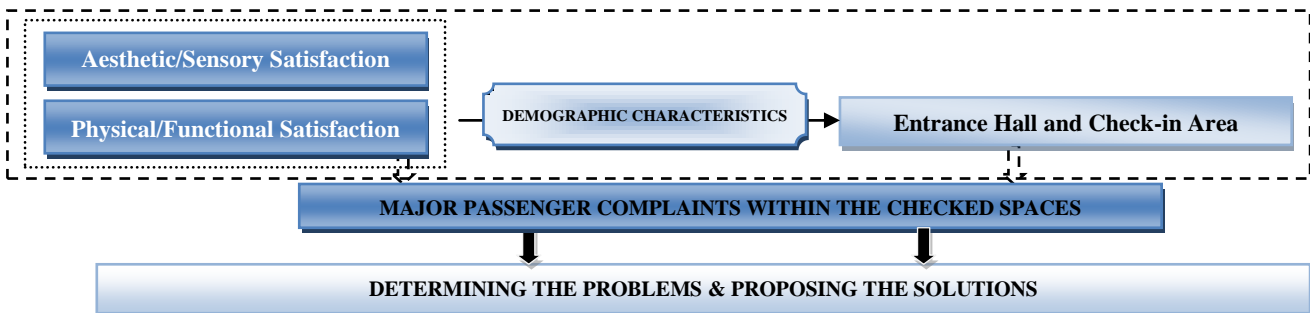 Aesthetic/Sensory Satisfaction
Physical/Functional Satisfaction
DEMOGRAPHIC CHARACTERISTICS
Entrance Hall and Check-in Area
MAJOR PASSENGER COMPLAINTS WITHIN THE CHECKED SPACES
DETERMINING THE PROBLEMS & PROPOSING THE SOLUTIONS